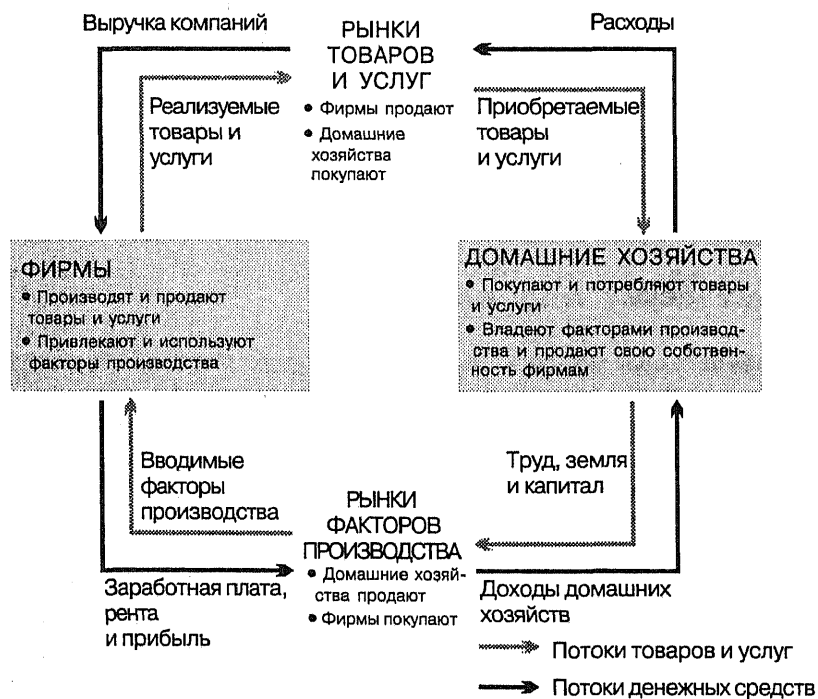 Выручка компаний
РЫНКИ
ТОВАРОВ
И УСЛУГ
• Фирмы продают
• Домашние
хозяйства
покупают
Расходы
Реализуемые
товары и
услуги
Приобретаемые
товары
и услуги
ФИРМЫ
• Производят и продают
товары и услуги
• Привлекают и используют
факторы производства
ДОМАШНИЕ ХОЗЯЙСТВА
• Покупают и потребляют товары
и услуги
• Владеют факторами производ-
ства и продают свою собствен-
ность фирмам
Вводимые
факторы
производства
Труд, земля
и капитал
РЫНКИ
ФАКТОРОВ
ПРОИЗВОДСТВА
• Домашние хозяй-
ства продают
• Фирмы покупают
Заработная плата,
рента
и прибыль
Доходы домашних
хозяйств
Потоки товаров и услуг
Потоки денежных средств